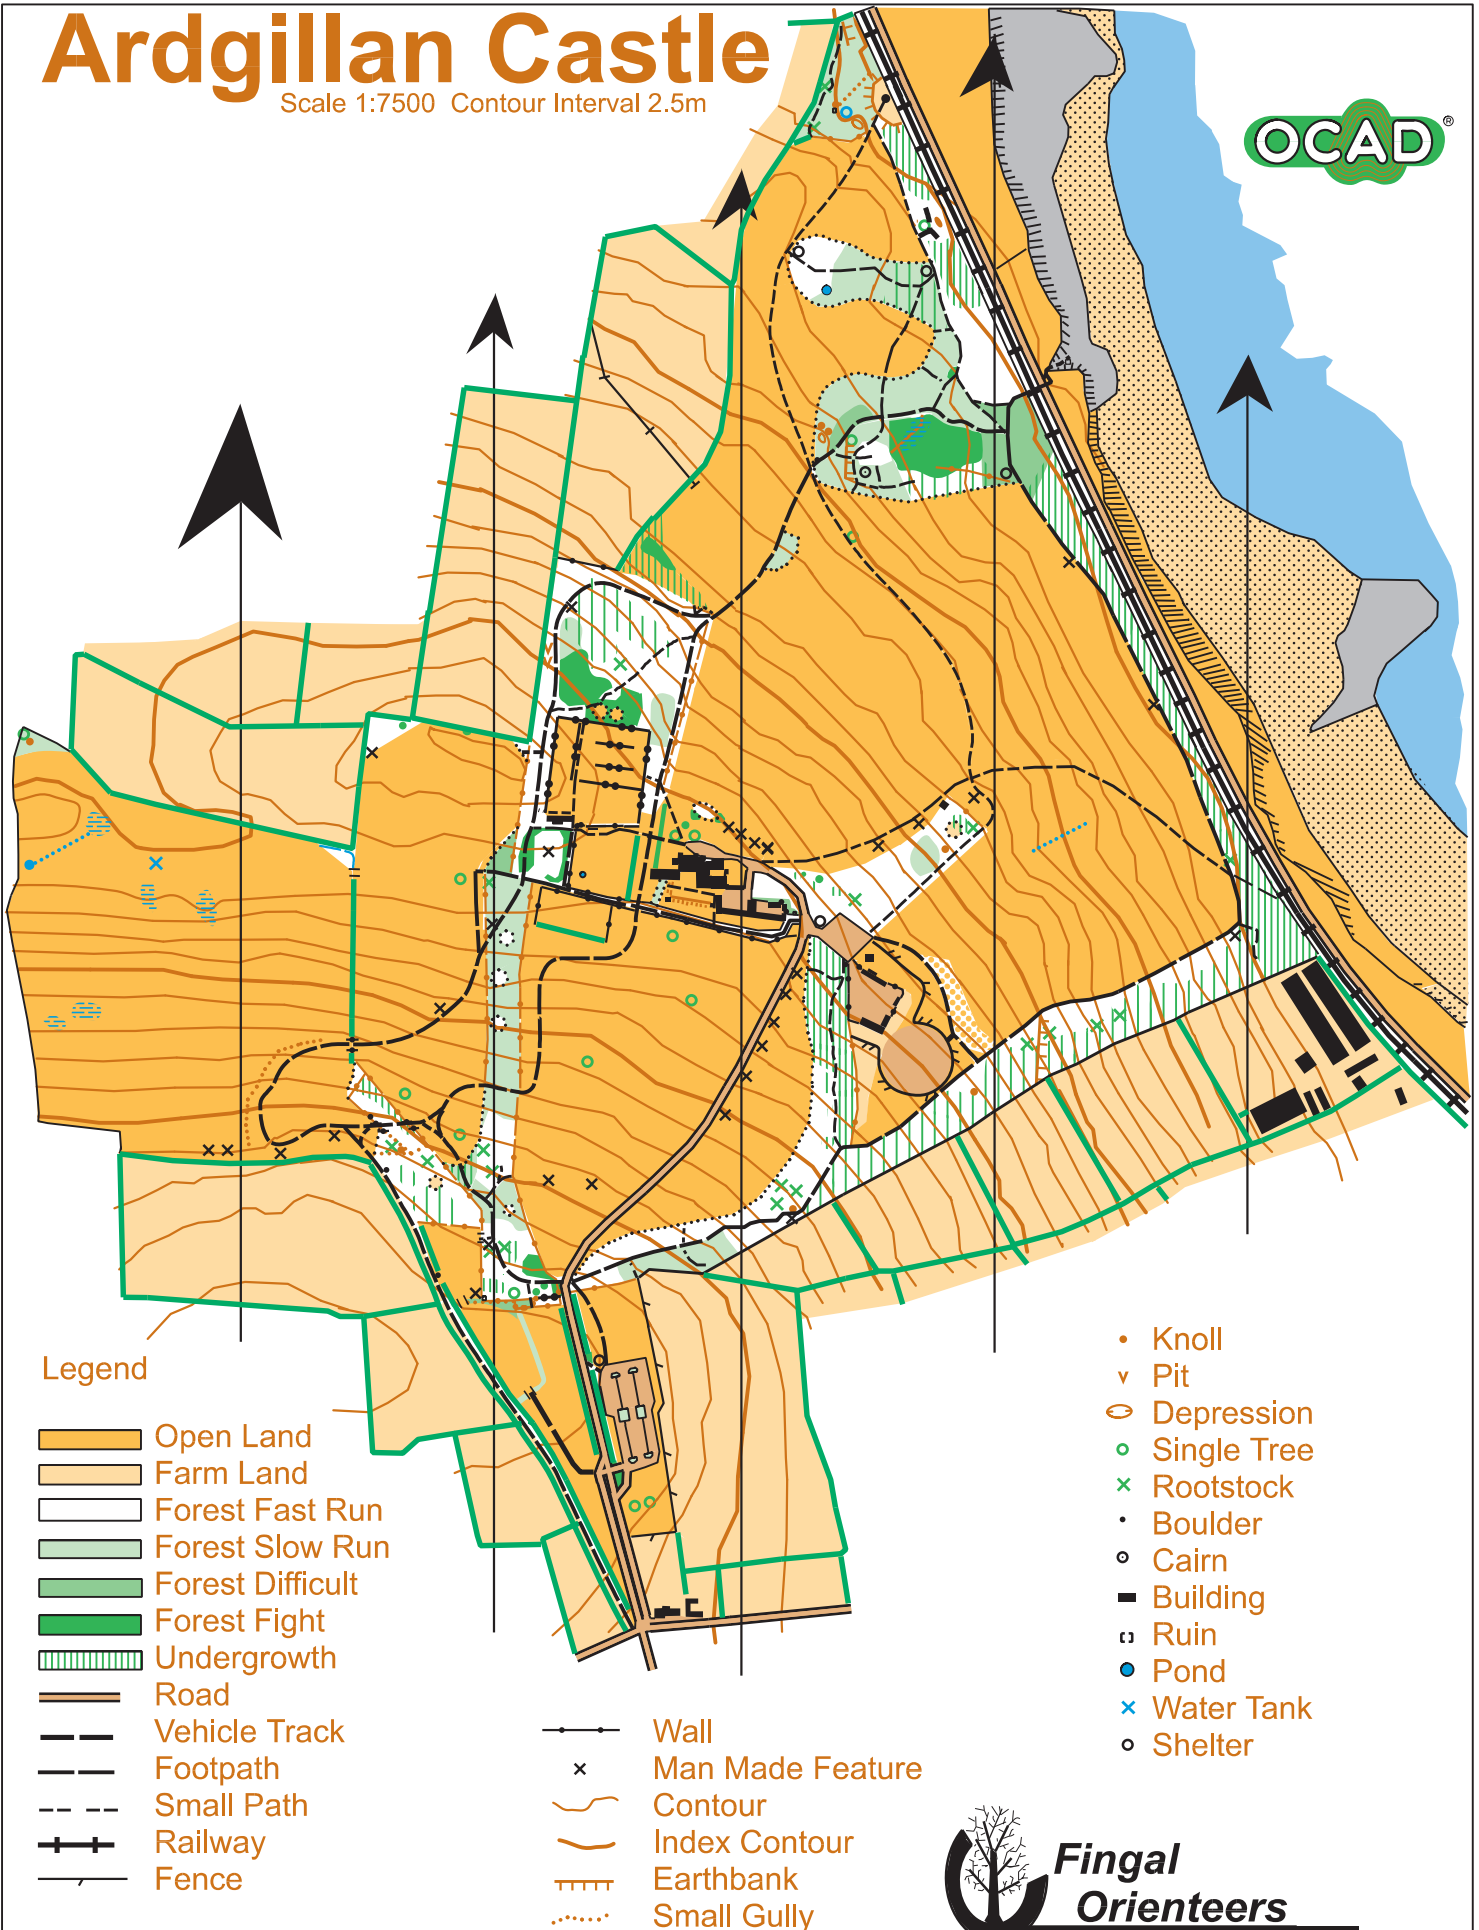 Ardgillan Castle
Scale 1:7500 Contour Interval 2.5m
OCAD®
Legend
Open Land
Farm Land
Forest Fast Run
Forest Slow Run
Forest Difficult
Forest Fight
Undergrowth
Road
Vehicle Track
Footpath
Small Path
Railway
Fence
Wall
Man Made Feature
Contour
Index Contour
Earthbank
Small Gully
Knoll
Pit
Depression
Single Tree
Rootstock
Boulder
Cairn
Building
Ruin
Pond
Water Tank
Shelter
Fingal
Orienteers